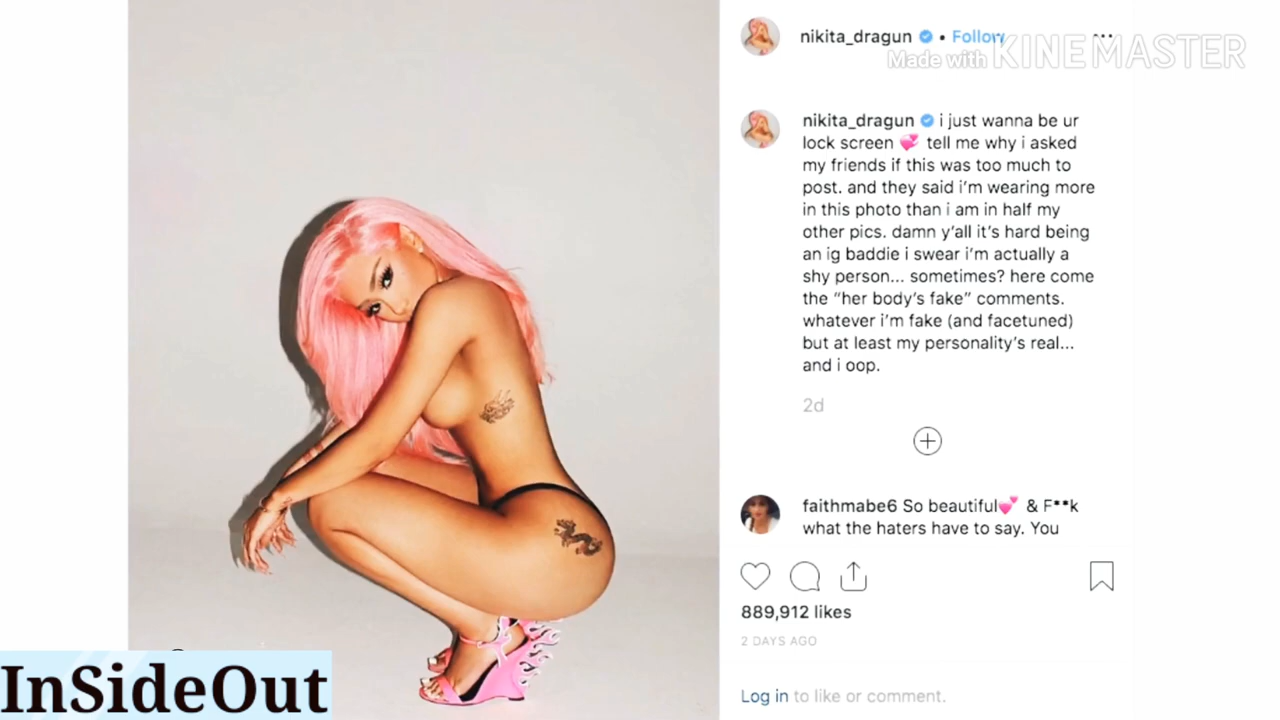 nikita_dragun • Follow ...
Made with KINEMASTER
nikita_dragun i just wanna be ur
lock screen 💞 tell me why i asked
my friends if this was too much to
post. and they said i’m wearing more
in this photo than i am in half my
other pics. damn y’all it’s hard being
an ig baddie i swear i’m actually a
shy person... sometimes? here come
the “her body’s fake” comments.
whatever i’m fake (and facetuned)
but at least my personality’s real...
and i oop.
2d
faithmabe6 So beautiful💕 & F**k
what the haters have to say. You
889,912 likes
2 DAYS AGO
Log in to like or comment.
InSideOut